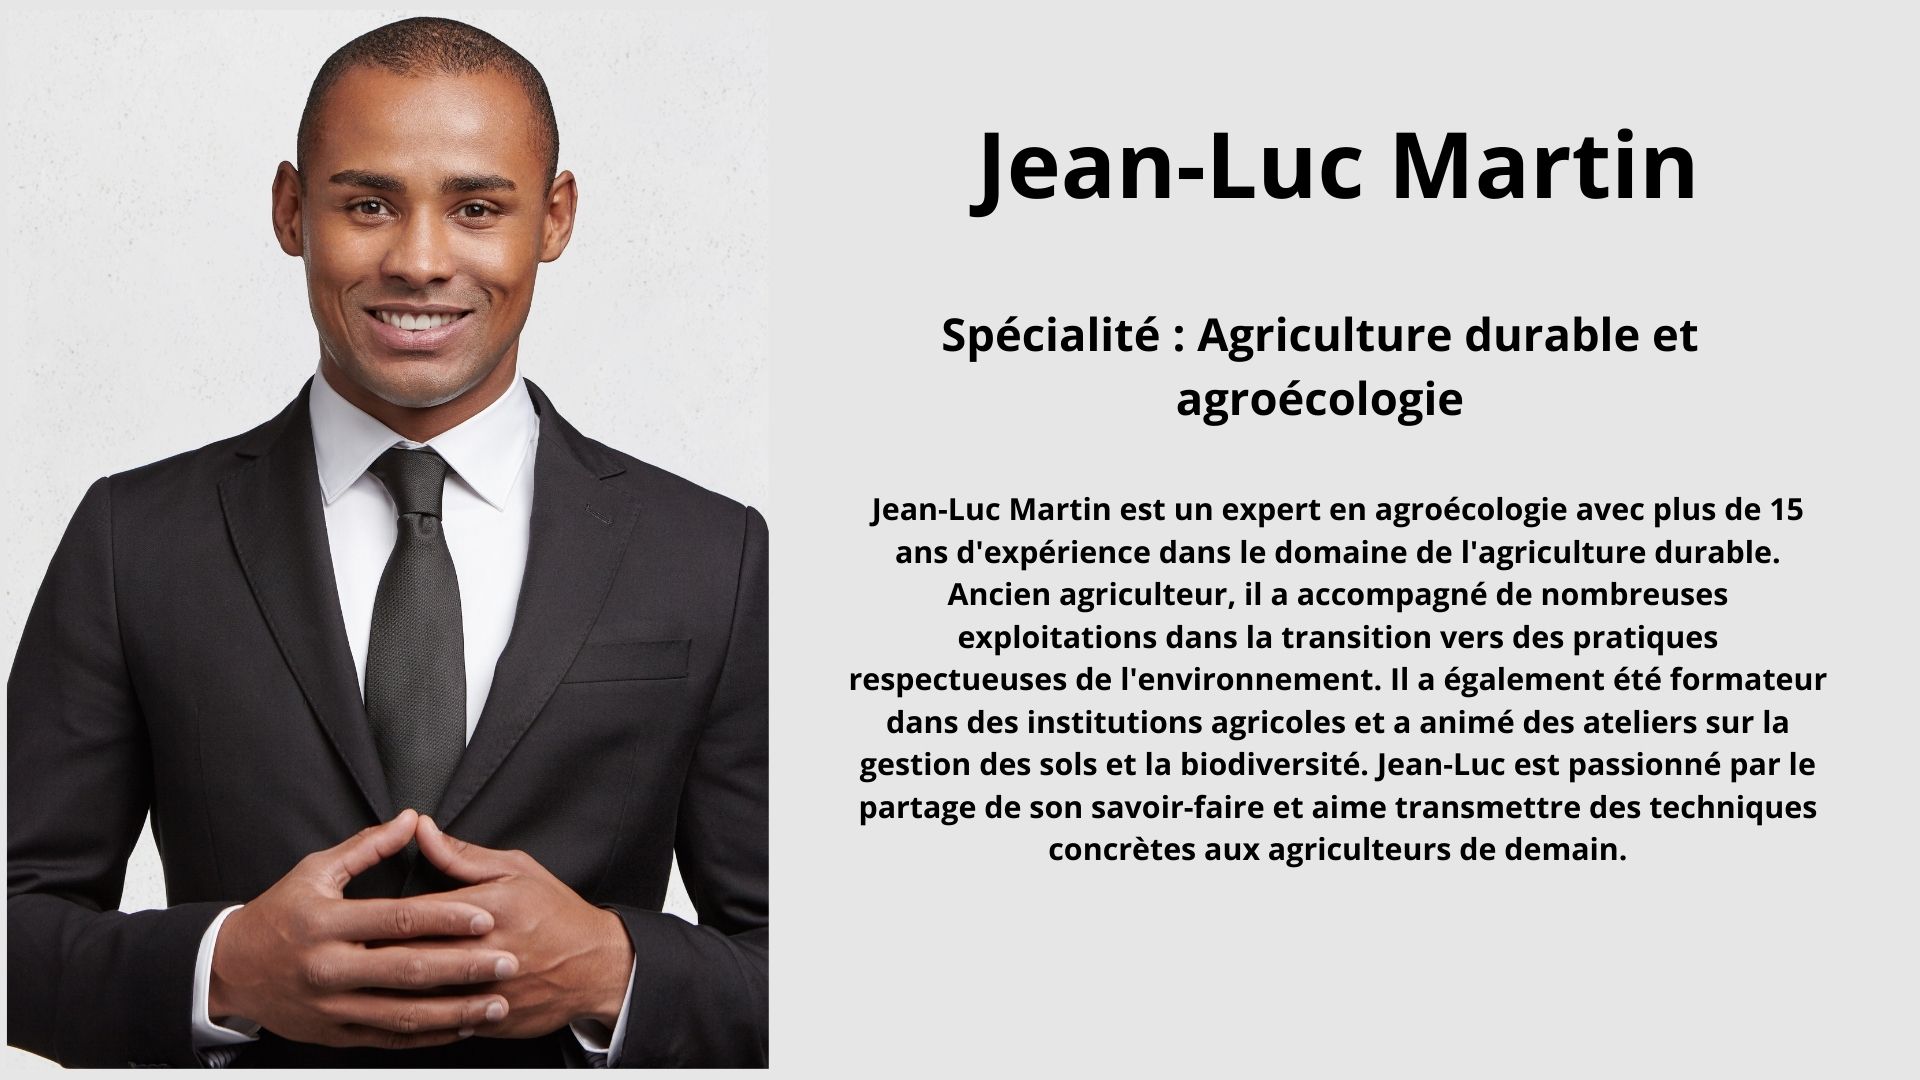 Jean-Luc Martin
Spécialité : Agriculture durable et
agroécologie
Jean-Luc Martin est un expert en agroécologie avec plus de 15
ans d'expérience dans le domaine de l'agriculture durable.
Ancien agriculteur, il a accompagné de nombreuses
exploitations dans la transition vers des pratiques
respectueuses de l'environnement. Il a également été formateur
dans des institutions agricoles et a animé des ateliers sur la
gestion des sols et la biodiversité. Jean-Luc est passionné par le
partage de son savoir-faire et aime transmettre des techniques
concrètes aux agriculteurs de demain.